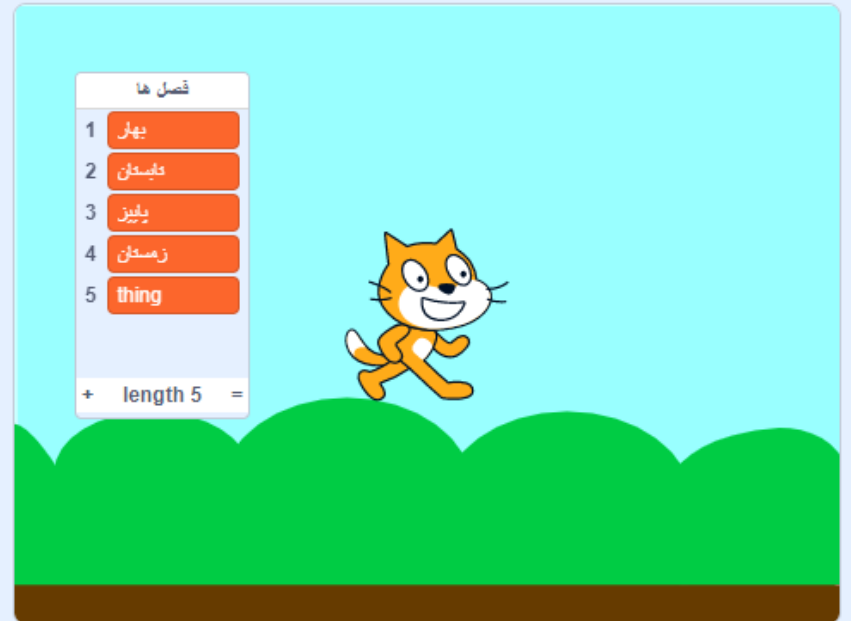 فصل ها
1 بهار
2 تابستان
3 پاییز
4 زمستان
5 thing
+ length 5 =